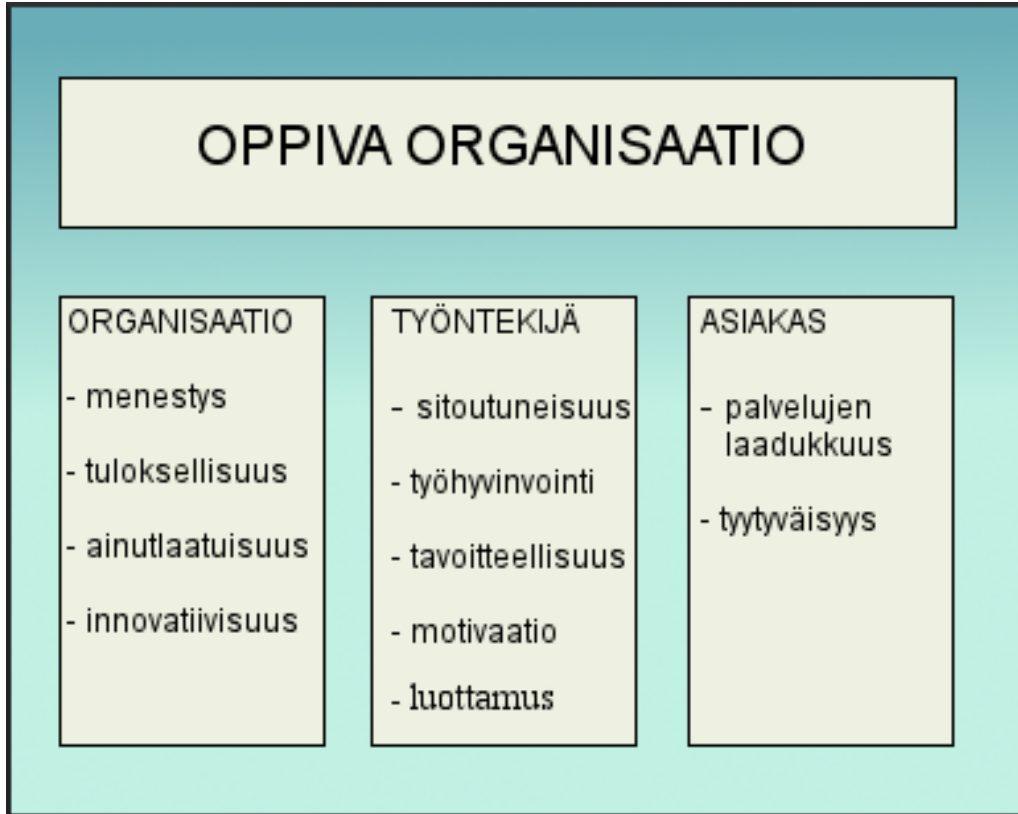 OPPIVA ORGANISAATIO
ORGANISAATIO
- menestys
- tuloksellisuus
- ainutlaatuisuus
- innovatiivisuus
TYÖNTEKIJÄ
- sitoutuneisuus
- työhyvinvointi
- tavoitteellisuus
- motivaatio
- luottamus
ASIAKAS
- palvelujen
laadukkuus
- tyytyväisyys